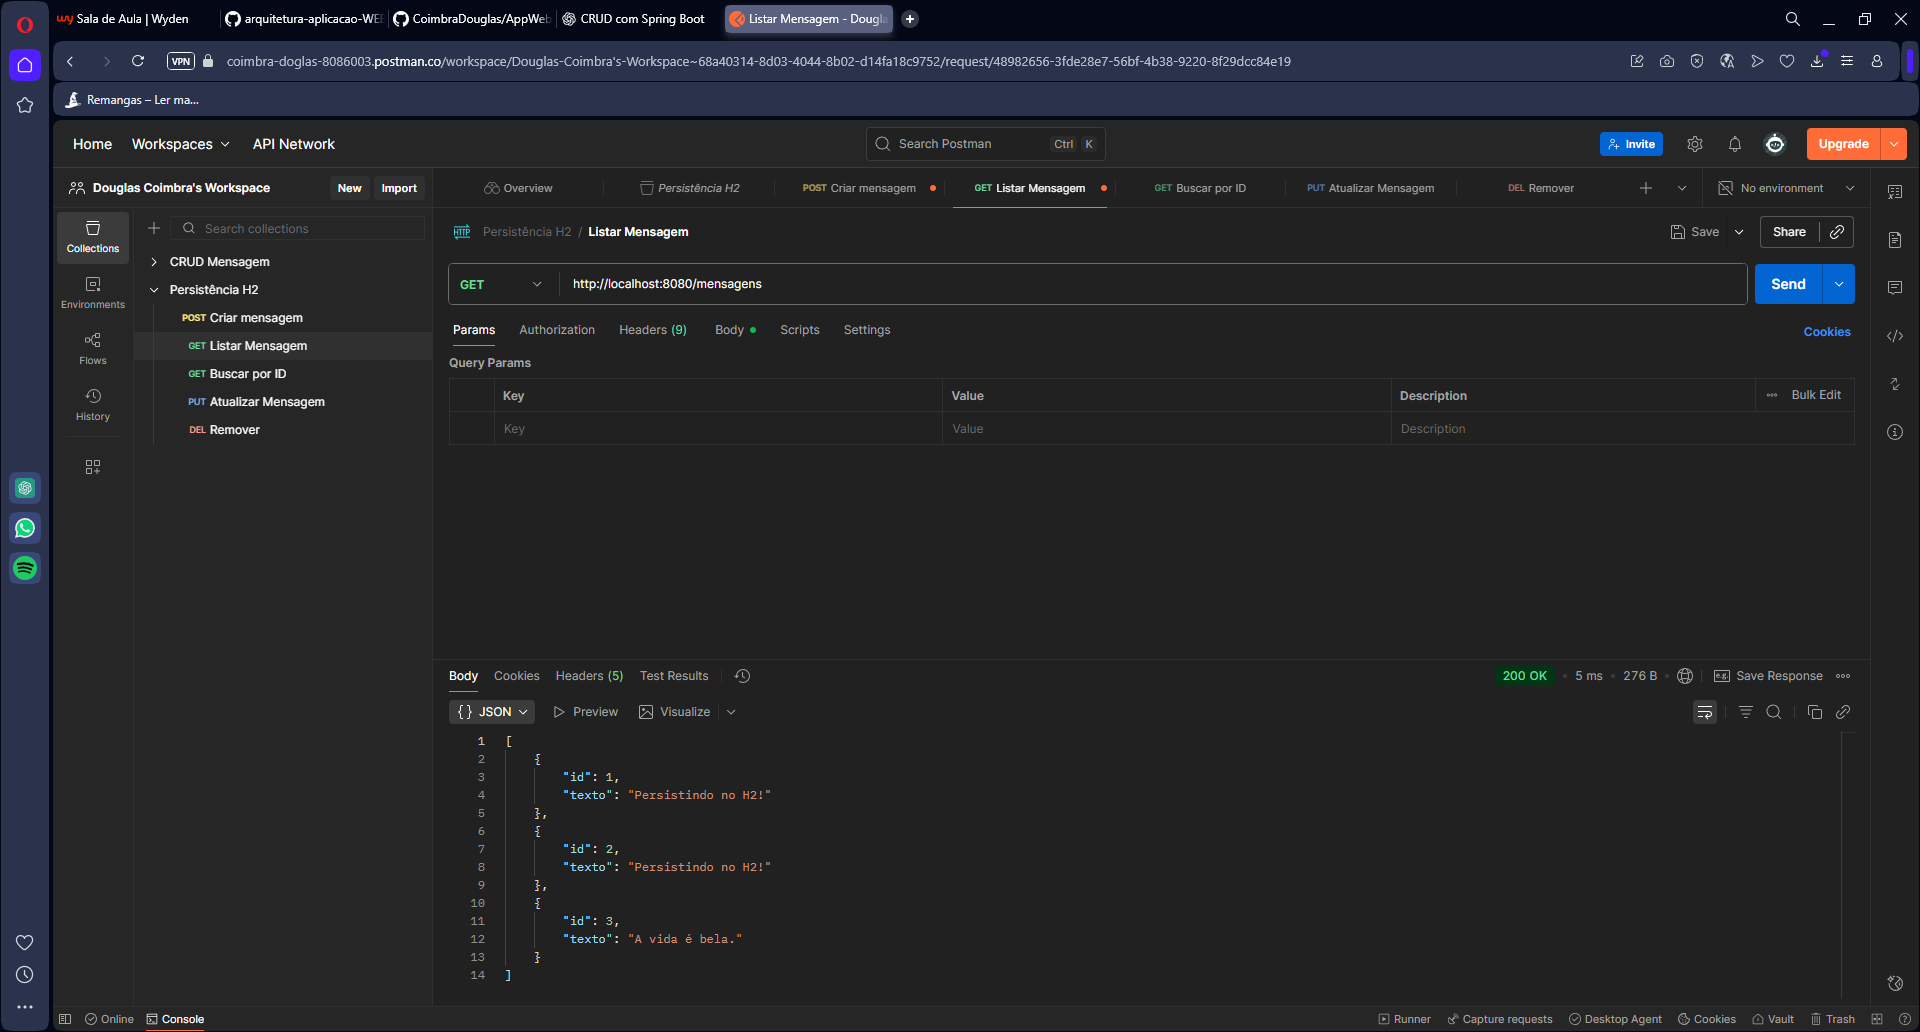 Sala de Aula | Wyden
arquitetura-aplicacao-WEB
CoimbraDouglas/AppWeb
CRUD com Spring Boot
Listar Mensagem - Dougla
VPN
coimbra-doglas-8086003.postman.co/workspace/Douglas-Coimbra's-Workspace~68a40314-8d03-4044-8b02-d14fa18c9752/request/48982656-3fde28e7-56bf-4b38-9220-8f29dcc84e19
Remangas – Ler ma...
Home
Workspaces
API Network
Search Postman
Ctrl K
Invite
Upgrade
Douglas Coimbra's Workspace
New
Import
Overview
Persistência H2
POST Criar mensagem
GET Listar Mensagem
GET Buscar por ID
PUT Atualizar Mensagem
DEL Remover
No environment
Collections
Environments
Flows
History
Search collections
CRUD Mensagem
Persistência H2
POST Criar mensagem
GET Listar Mensagem
GET Buscar por ID
PUT Atualizar Mensagem
DEL Remover
HTTP
Persistência H2 / Listar Mensagem
Save
Share
GET
http://localhost:8080/mensagens
Send
Params
Authorization
Headers (9)
Body
Scripts
Settings
Cookies
Query Params
Key
Value
Description
Bulk Edit
Key
Value
Description
Body
Cookies
Headers (5)
Test Results
200 OK
5 ms
276 B
e.g.
Save Response
{} JSON
Preview
Visualize
1 [
2 {
3 "id": 1,
4 "texto": "Persistindo no H2!"
5 },
6 {
7 "id": 2,
8 "texto": "Persistindo no H2!"
9 },
10 {
11 "id": 3,
12 "texto": "A vida é bela."
13 }
14 ]
Online
Console
Runner
Capture requests
Desktop Agent
Cookies
Vault
Trash